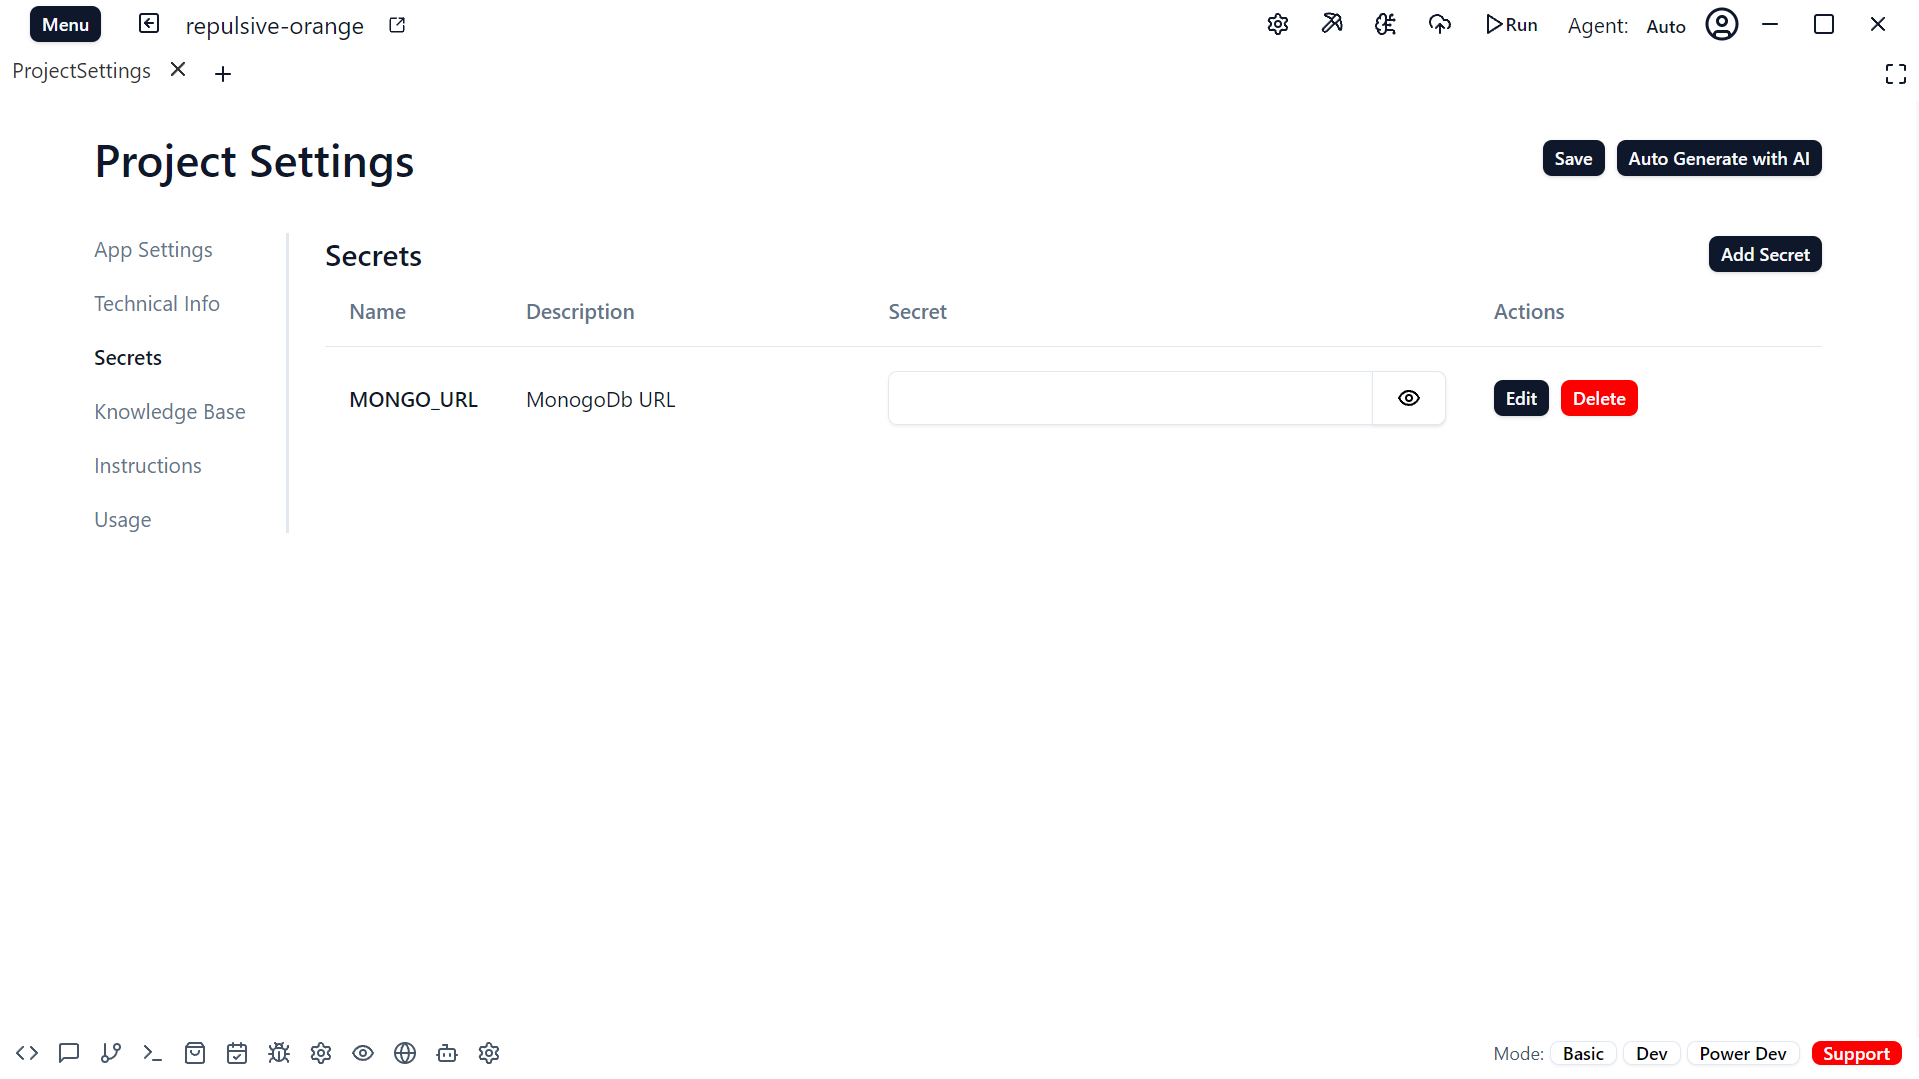 Menu repulsive-orange Run Agent: Auto
ProjectSettings
Project Settings
Save Auto Generate with AI
App Settings
Technical Info
Secrets
Knowledge Base
Instructions
Usage
Secrets
Add Secret
Name Description Secret Actions
MONGO_URL MonogoDb URL Edit Delete
Mode: Basic Dev Power Dev Support